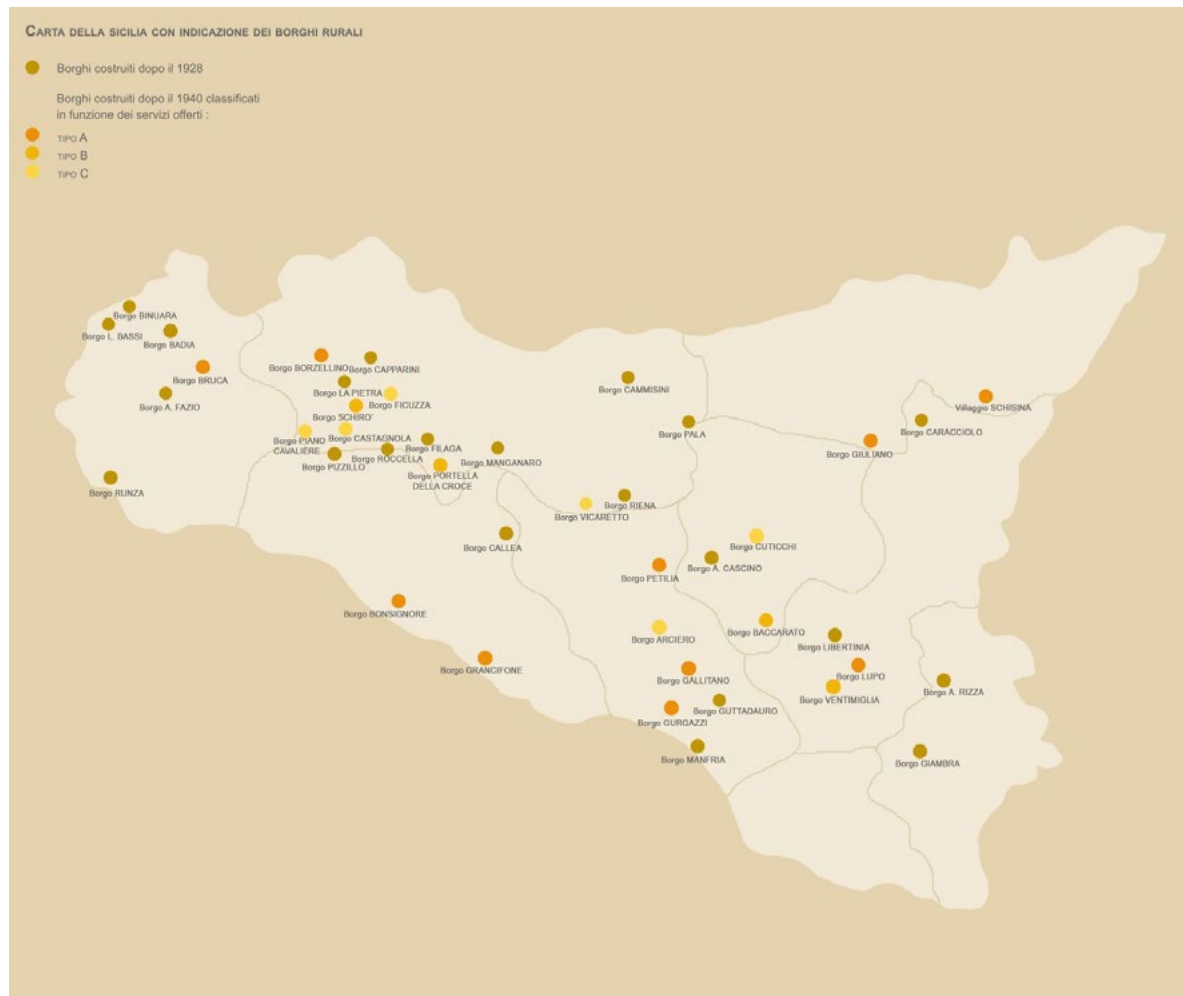 CARTA DELLA SICILIA CON INDICAZIONE DEI BORGHI RURALI
Borghi costruiti dopo il 1928
Borghi costruiti dopo il 1940 classificati
in funzione dei servizi offerti :
TIPO A
TIPO B
TIPO C
Borgo BINUARA
Borgo L. BASSI
Borgo BADIA
Borgo BRUCA
Borgo A. FAZIO
Borgo RUNZA
Borgo BORZELLINO
Borgo CAPPARINI
Borgo LA PIETRA
Borgo FICUZZA
Borgo SCHIRO'
Borgo PIANO
CAVALIERE
Borgo CASTAGNOLA
Borgo PIZZILLO
Borgo ROCCELLA
Borgo FILAGA
Borgo PORTELLA
DELLA CROCE
Borgo MANGANARO
Borgo CAMMISINI
Borgo PALA
Borgo VICARETTO
Borgo RIENA
Borgo CALLEA
Borgo BONSIGNORE
Borgo GRANCIFONE
Villaggio SCHISINA
Borgo CARACCIOLO
Borgo GIULIANO
Borgo CUTICCHI
Borgo A. CASCINO
Borgo PETILIA
Borgo ARCIERO
Borgo BACCARATO
Borgo LIBERTINIA
Borgo LUPO
Borgo VENTIMIGLIA
Borgo GALLITANO
Borgo GUTTADAURO
Borgo GURGAZZI
Borgo MANFRIA
Borgo A. RIZZA
Borgo GIAMBRA